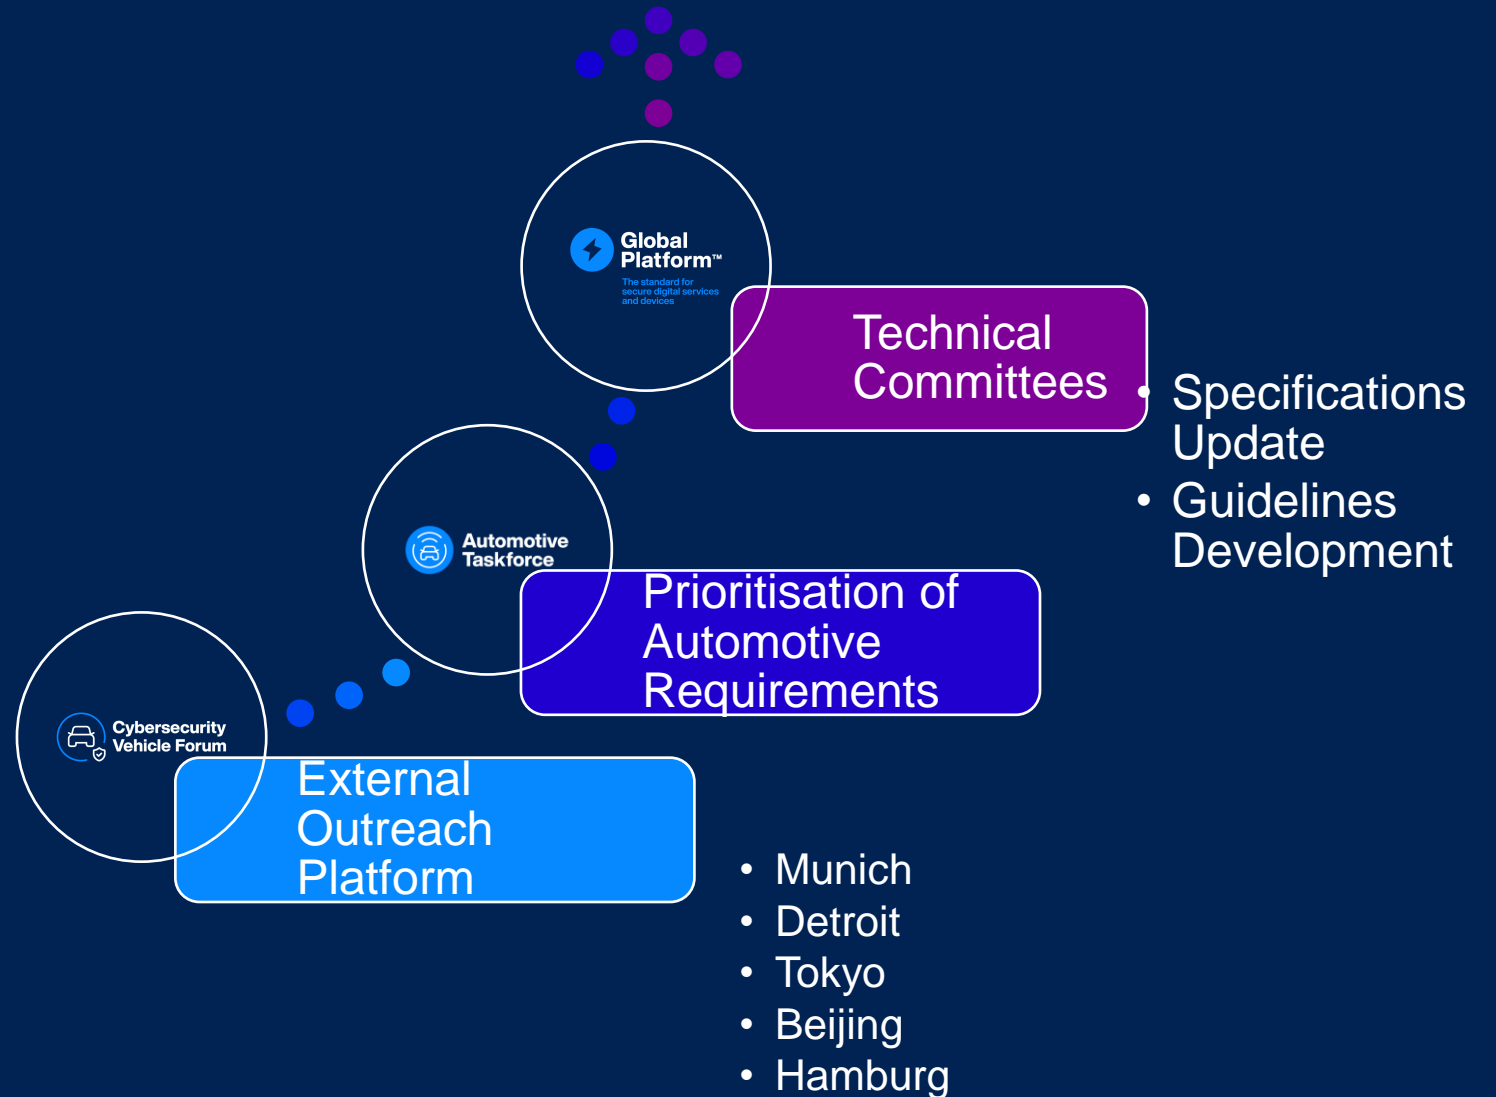 Global
Platform™
The standard for
secure digital services
and devices
Technical
Committees
• Specifications
Update
• Guidelines
Development
Automotive
Taskforce
Prioritisation of
Automotive
Requirements
Cybersecurity
Vehicle Forum
External
Outreach
Platform
• Munich
• Detroit
• Tokyo
• Beijing
• Hamburg